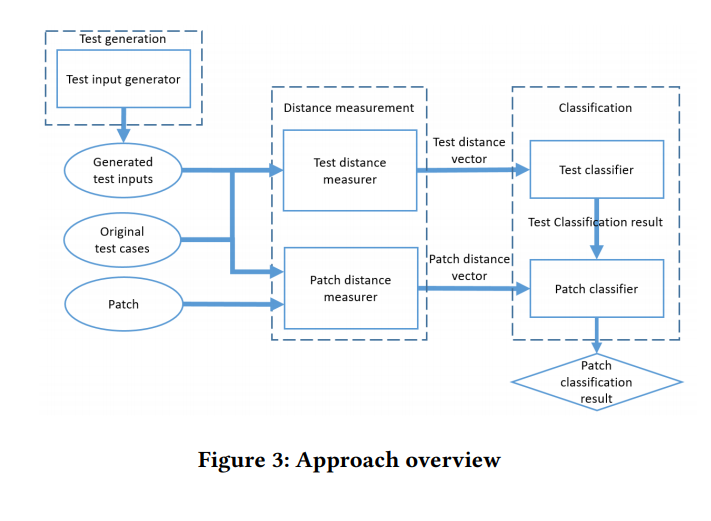 Test generation
Test input generator
Generated
test inputs
Original
test cases
Patch
Distance measurement
Test distance
measurer
Patch distance
measurer
Test distance
vector
Patch distance
vector
Classification
Test classifier
Test Classification result
Patch classifier
Patch
classification
result
Figure 3: Approach overview